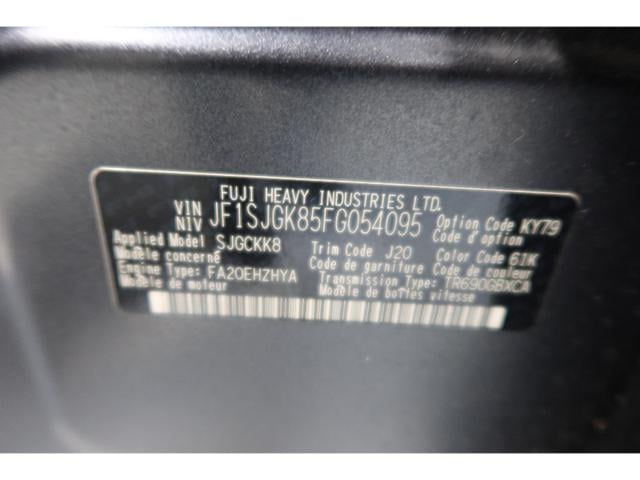 FUJI HEAVY INDUSTRIES LTD.
VIN NIV JF1SJGK85FG054095 Option Code KY79
Applied Model SJGCKK8 Trim Code J20 Color Code 61K
Modèle concerné Code de garniture Code de couleur
Engine Type: FA20EHZHYA Transmission Type: TR690GBXCA
Modèle de moteur Modèle de boîtes vitesse